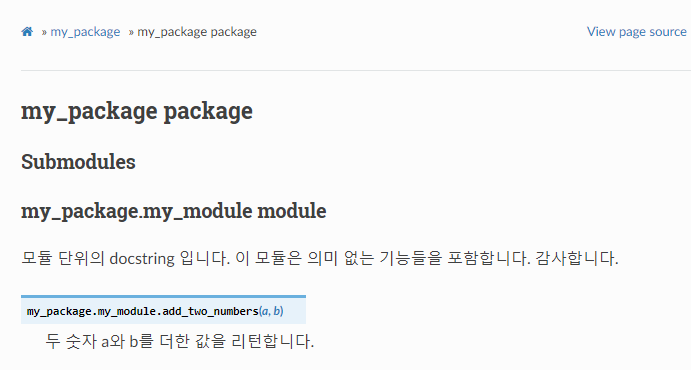 » my_package » my_package package View page source
my_package package
Submodules
my_package.my_module module
모듈 단위의 docstring 입니다. 이 모듈은 의미 없는 기능들을 포함합니다. 감사합니다.
my_package.my_module.add_two_numbers(a, b)
두 숫자 a와 b를 더한 값을 리턴합니다.